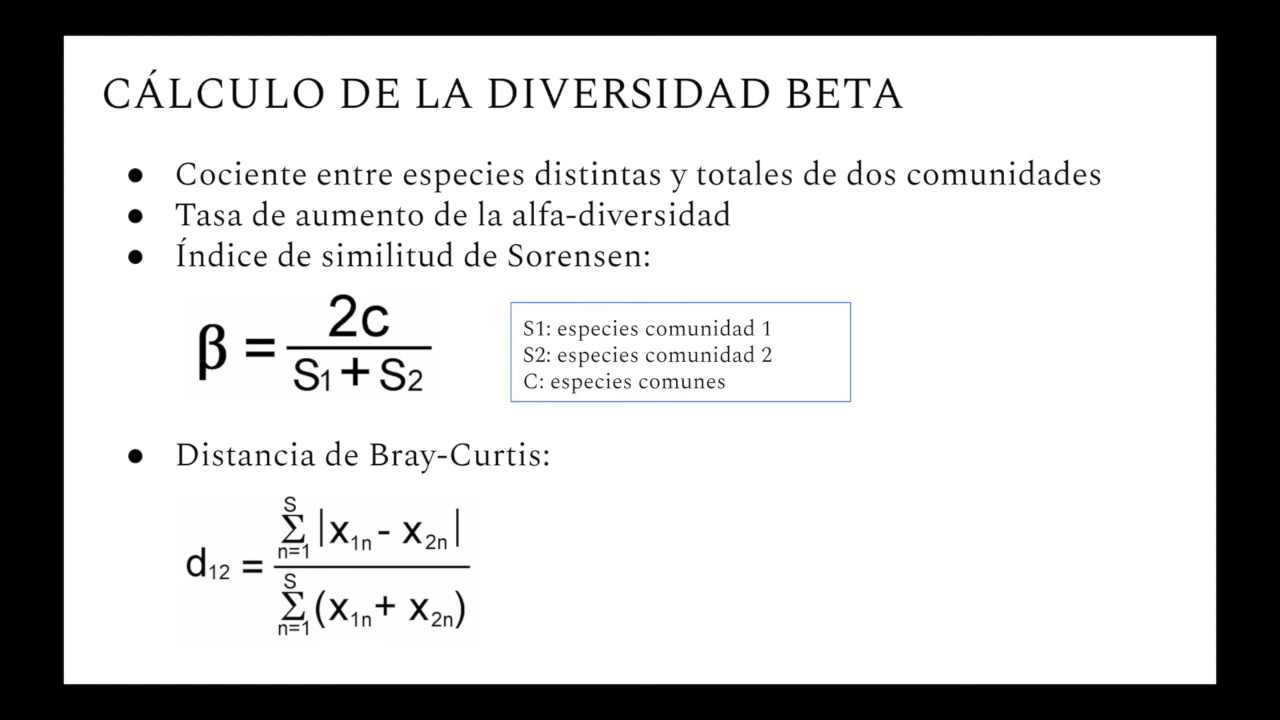 CÁLCULO DE LA DIVERSIDAD BETA
● Cociente entre especies distintas y totales de dos comunidades
● Tasa de aumento de la alfa-diversidad
● Índice de similitud de Sorensen:
β = 2c / S₁ + S₂
S1: especies comunidad 1
S2: especies comunidad 2
C: especies comunes
● Distancia de Bray-Curtis:
d₁₂ = S Σ n=1 |x₁ₙ - x₂ₙ| / S Σ n=1 (x₁ₙ + x₂ₙ)